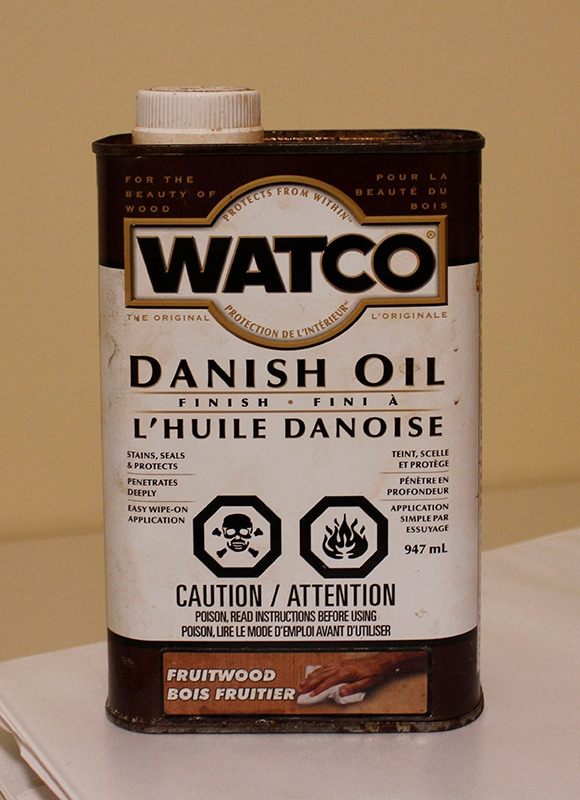 FOR THE
BEAUTY OF
WOOD
POUR LA
BEAUTÉ DU
BOIS
PROTECTS FROM WITHIN™
WATCO®
THE ORIGINAL
PROTECTION DE L'INTÉRIEUR™
L'ORIGINALE
DANISH OIL
FINISH • FINI À
L'HUILE DANOISE
STAINS, SEALS
& PROTECTS
PENETRATES
DEEPLY
EASY WIPE-ON
APPLICATION
TEINT, SCELLE
ET PROTÈGE
PÉNÈTRE EN
PROFONDEUR
APPLICATION
SIMPLE PAR
ESSUYAGE
947 mL
CAUTION / ATTENTION
POISON, READ INSTRUCTIONS BEFORE USING
POISON, LIRE LE MODE D'EMPLOI AVANT D'UTILISER
FRUITWOOD
BOIS FRUITIER